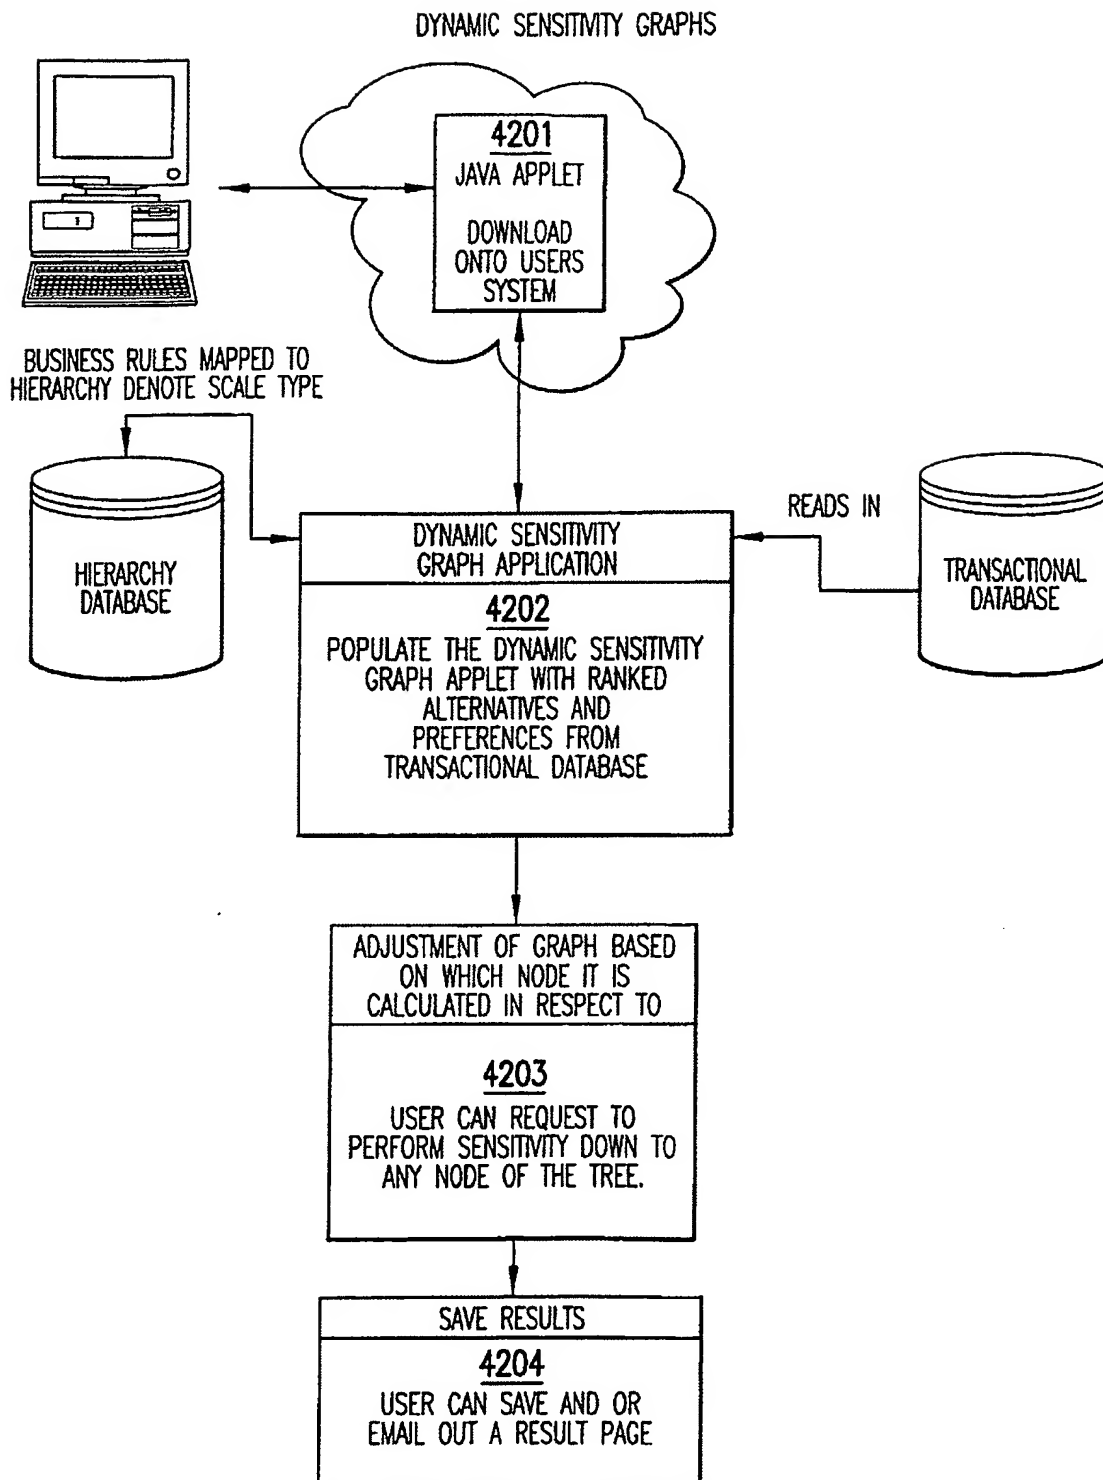 DYNAMIC SENSITIVITY GRAPHS
4201
JAVA APPLET
DOWNLOAD
ONTO USERS
SYSTEM
BUSINESS RULES MAPPED TO
HIERARCHY DENOTE SCALE TYPE
HIERARCHY
DATABASE
READS IN
TRANSACTIONAL
DATABASE
DYNAMIC SENSITIVITY
GRAPH APPLICATION
4202
POPULATE THE DYNAMIC SENSITIVITY
GRAPH APPLET WITH RANKED
ALTERNATIVES AND
PREFERENCES FROM
TRANSACTIONAL DATABASE
ADJUSTMENT OF GRAPH BASED
ON WHICH NODE IT IS
CALCULATED IN RESPECT TO
4203
USER CAN REQUEST TO
PERFORM SENSITIVITY DOWN TO
ANY NODE OF THE TREE.
SAVE RESULTS
4204
USER CAN SAVE AND OR
EMAIL OUT A RESULT PAGE